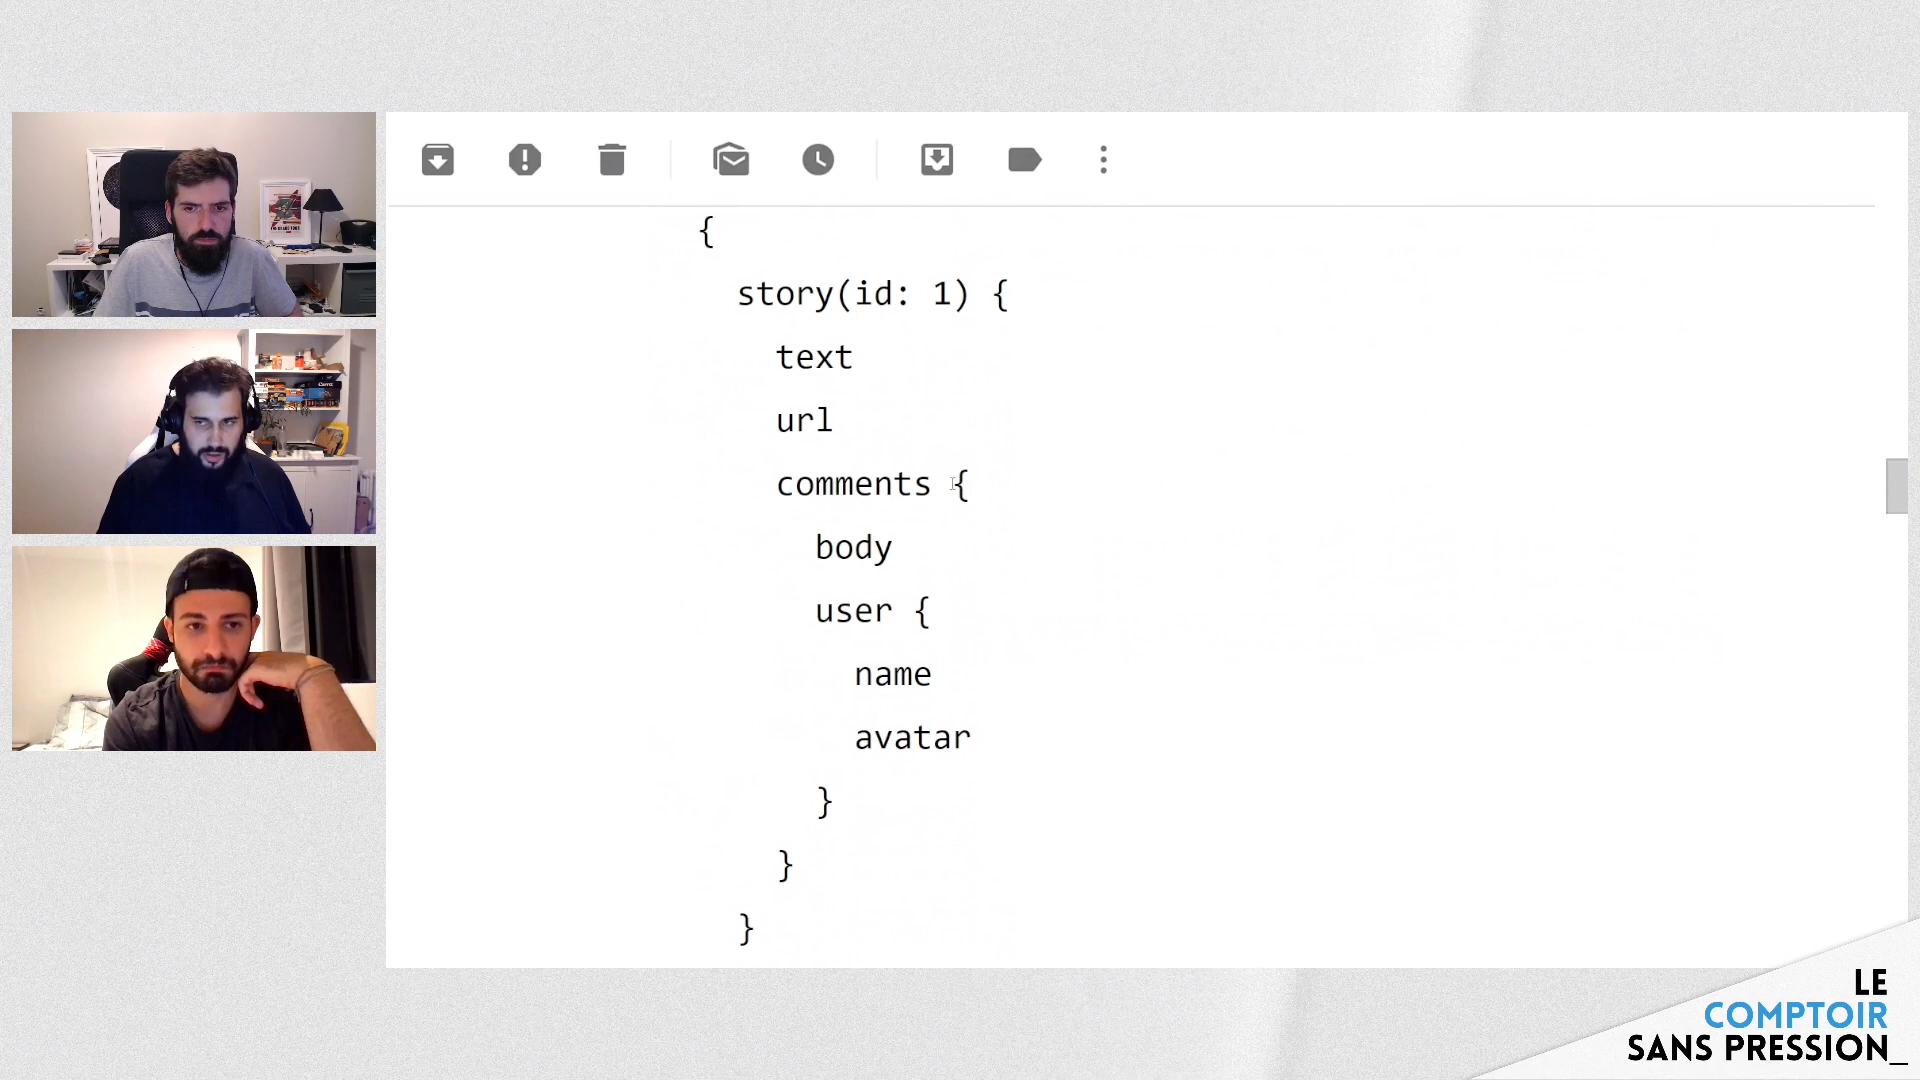 {
story(id: 1) {
text
url
comments {
body
user {
name
avatar
}
}
}
LE
COMPTOIR
SANS PRESSION_